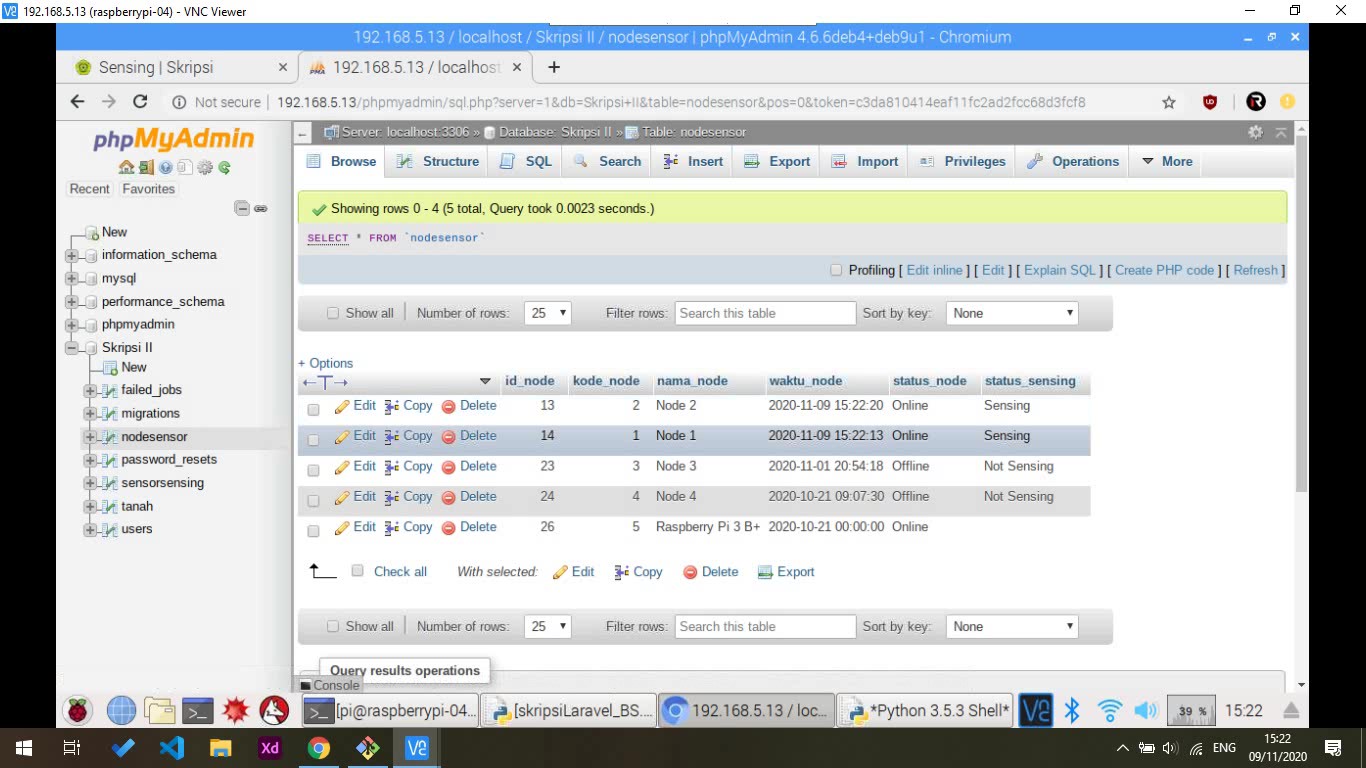 192.168.5.13 (raspberrypi-04) - VNC Viewer
192.168.5.13 / localhost / Skripsi II / nodesensor | phpMyAdmin 4.6.6deb4+deb9u1 - Chromium
Sensing | Skripsi
192.168.5.13 / localhost
Not secure | 192.168.5.13/phpmyadmin/sql.php?server=1&db=Skripsi+II&table=nodesensor&pos=0&token=c3da810414eaf11fc2ad2fcc68d3fcf8
phpMyAdmin
Recent Favorites
New
information_schema
mysql
performance_schema
phpmyadmin
Skripsi II
New
failed_jobs
migrations
nodesensor
password_resets
sensorsensing
tanah
users
Server: localhost:3306 » Database: Skripsi II » Table: nodesensor
Browse Structure SQL Search Insert Export Import Privileges Operations More
Showing rows 0 - 4 (5 total, Query took 0.0023 seconds.)
SELECT * FROM `nodesensor`
Profiling [ Edit inline ] [ Edit ] [ Explain SQL ] [ Create PHP code ] [ Refresh ]
Show all | Number of rows: 25 Filter rows: Search this table Sort by key: None
+ Options
id_node kode_node nama_node waktu_node status_node status_sensing
Edit Copy Delete 13 2 Node 2 2020-11-09 15:22:20 Online Sensing
Edit Copy Delete 14 1 Node 1 2020-11-09 15:22:13 Online Sensing
Edit Copy Delete 23 3 Node 3 2020-11-01 20:54:18 Offline Not Sensing
Edit Copy Delete 24 4 Node 4 2020-10-21 09:07:30 Offline Not Sensing
Edit Copy Delete 26 5 Raspberry Pi 3 B+ 2020-10-21 00:00:00 Online
Check all With selected: Edit Copy Delete Export
Show all | Number of rows: 25 Filter rows: Search this table Sort by key: None
Query results operations
Console
[pi@raspberrypi-04... [skripsiLaravel_BS.... 192.168.5.13 / loc... *Python 3.5.3 Shell* 39 % 15:22
Xd ENG 15:22
09/11/2020